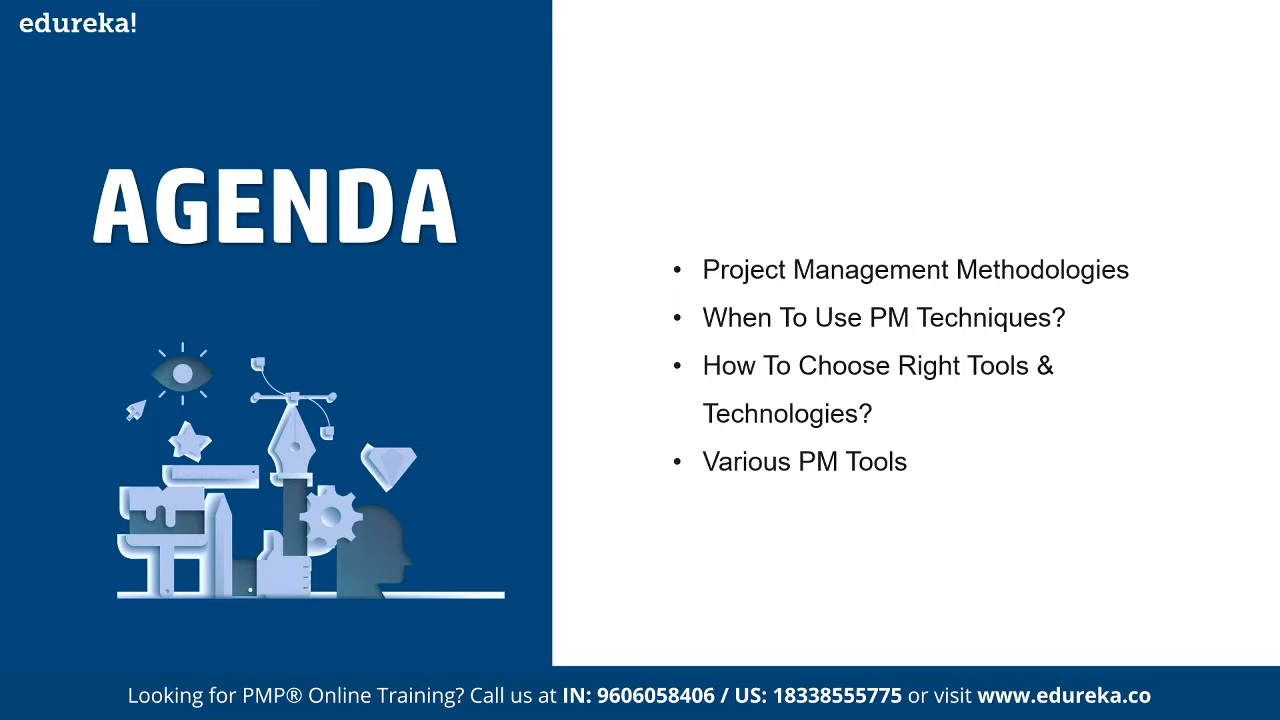 edureka!
AGENDA
• Project Management Methodologies
• When To Use PM Techniques?
• How To Choose Right Tools &
Technologies?
• Various PM Tools
Looking for PMP® Online Training? Call us at IN: 9606058406 / US: 18338555775 or visit www.edureka.co